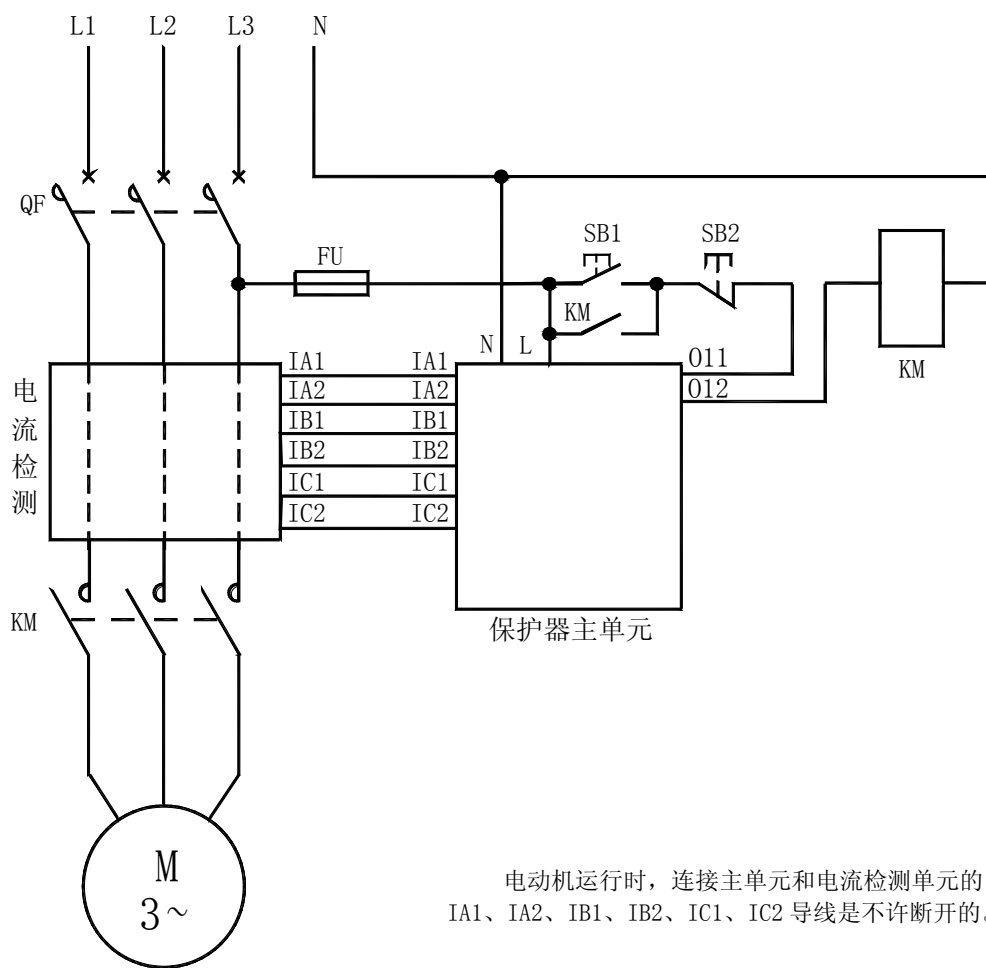 L1 L2 L3 N
QF
FU
SB1 SB2
KM
N L
KM
IA1 IA1 O11
IA2 IA2 O12
IB1 IB1
IB2 IB2
IC1 IC1
IC2 IC2
电流检测
KM
保护器主单元
M
3~
电动机运行时，连接主单元和电流检测单元的
IA1、IA2、IB1、IB2、IC1、IC2 导线是不许断开的。